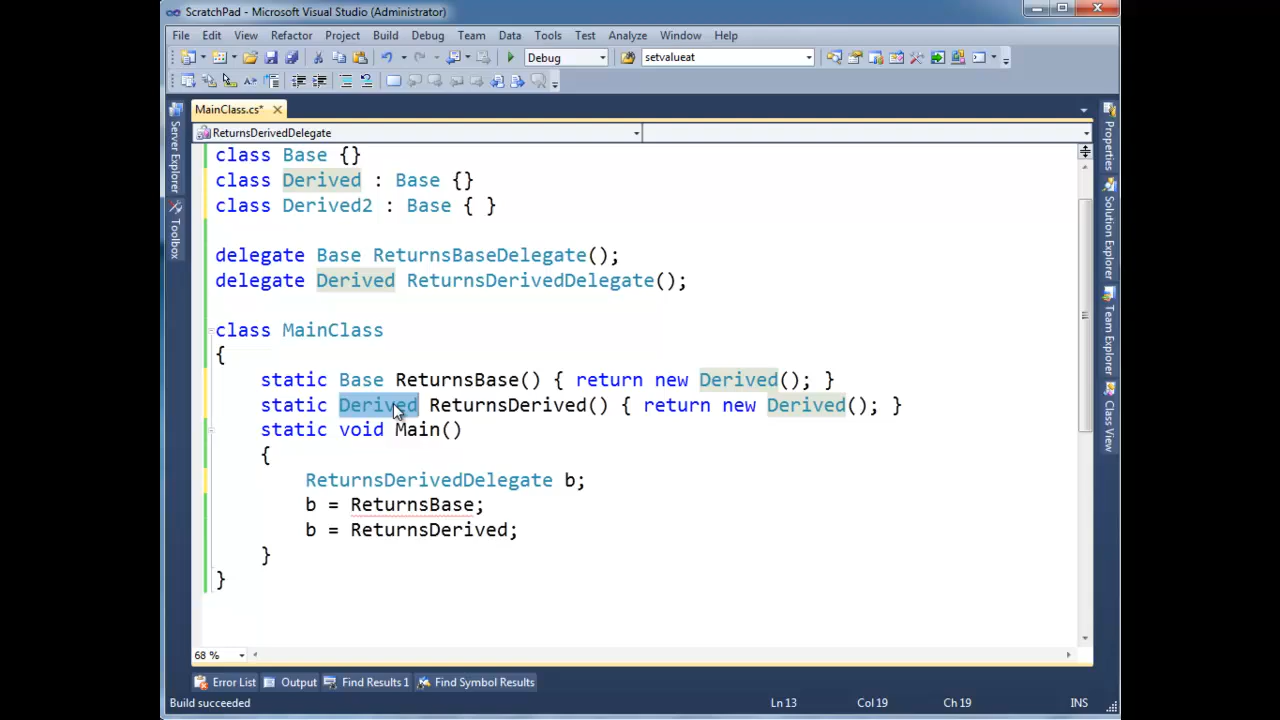 ScratchPad - Microsoft Visual Studio (Administrator)
File Edit View Refactor Project Build Debug Team Data Tools Test Analyze Window Help
Debug setvalueat
MainClass.cs*
ReturnsDerivedDelegate
class Base {}
class Derived : Base {}
class Derived2 : Base { }
delegate Base ReturnsBaseDelegate();
delegate Derived ReturnsDerivedDelegate();
class MainClass
{
static Base ReturnsBase() { return new Derived(); }
static Derived ReturnsDerived() { return new Derived(); }
static void Main()
{
ReturnsDerivedDelegate b;
b = ReturnsBase;
b = ReturnsDerived;
}
}
68 %
Error List Output Find Results 1 Find Symbol Results
Build succeeded Ln 13 Col 19 Ch 19 INS
Server Explorer
Toolbox
Properties
Solution Explorer
Team Explorer
Class View